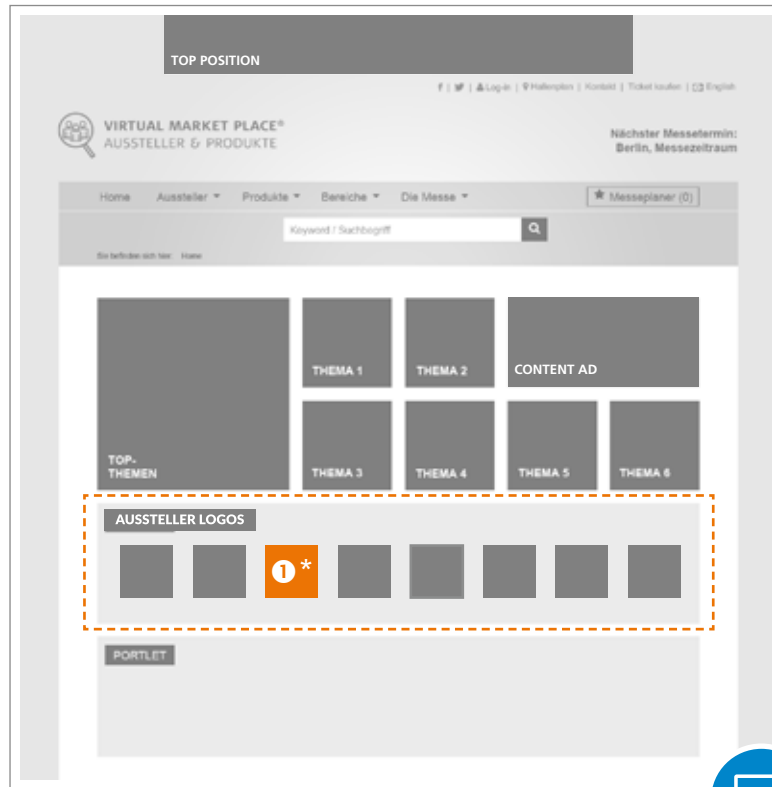 TOP POSITION
f | | Log-in | Hallenplan | Kontakt | Ticket kaufen | English
VIRTUAL MARKET PLACE®
AUSSTELLER & PRODUKTE
Nächster Messetermin:
Berlin, Messezeitraum
Home Aussteller Produkte Bereiche Die Messe Messeplaner (0)
Keyword / Suchbegriff
Sie befinden sich hier: Home
THEMA 1 THEMA 2 CONTENT AD
TOP-
THEMEN THEMA 3 THEMA 4 THEMA 5 THEMA 6
AUSSTELLER LOGOS
1 *
PORTLET